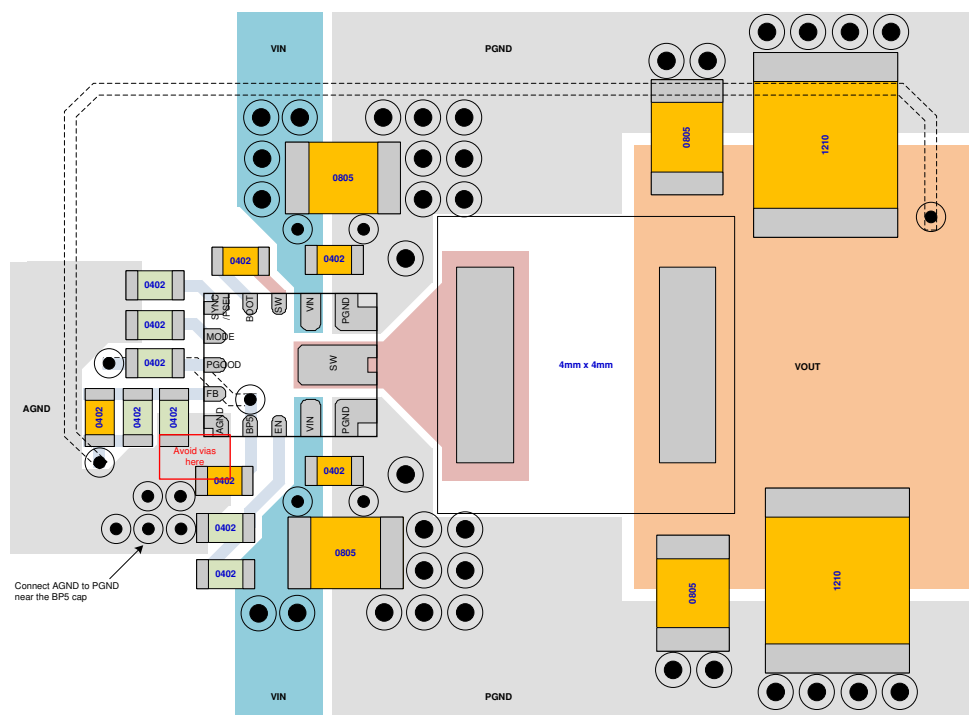 VIN
PGND
0805
1210
0805
0402
0402
0402
SYNC
/PSEL
BOOT
SW
VIN
PGND
0402
MODE
0402
PGOOD
SW
4mm x 4mm
VOUT
AGND
FB
0402
0402
0402
AGND
BP5
EN
VIN
PGND
Avoid vias
here
0402
0402
0402
0805
0402
Connect AGND to PGND
near the BP5 cap
0805
1210
VIN
PGND